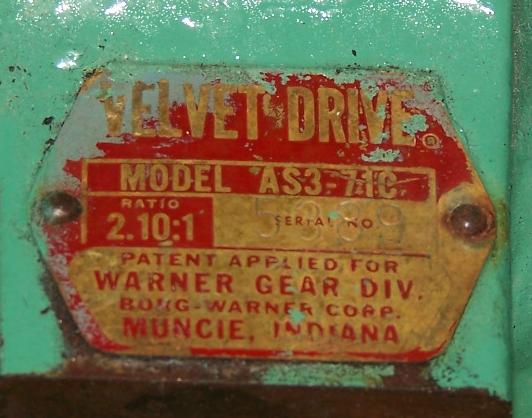 VELVET DRIVE®
MODEL AS3-71C
RATIO
2.10:1
SERIAL NO.
PATENT APPLIED FOR
WARNER GEAR DIV.
BORG-WARNER CORP.
MUNCIE, INDIANA